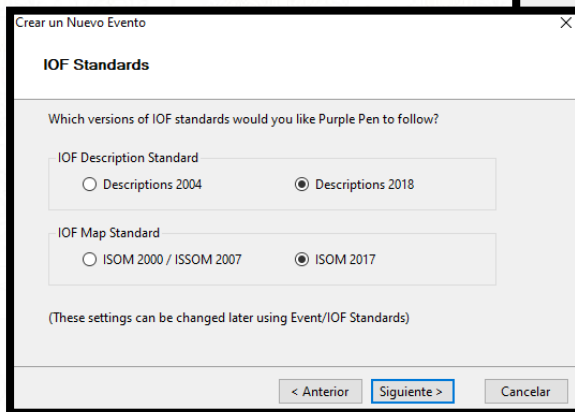 Crear un Nuevo Evento
IOF Standards
Which versions of IOF standards would you like Purple Pen to follow?
IOF Description Standard
Descriptions 2004 Descriptions 2018
IOF Map Standard
ISOM 2000 / ISSOM 2007 ISOM 2017
(These settings can be changed later using Event/IOF Standards)
< Anterior Siguiente > Cancelar